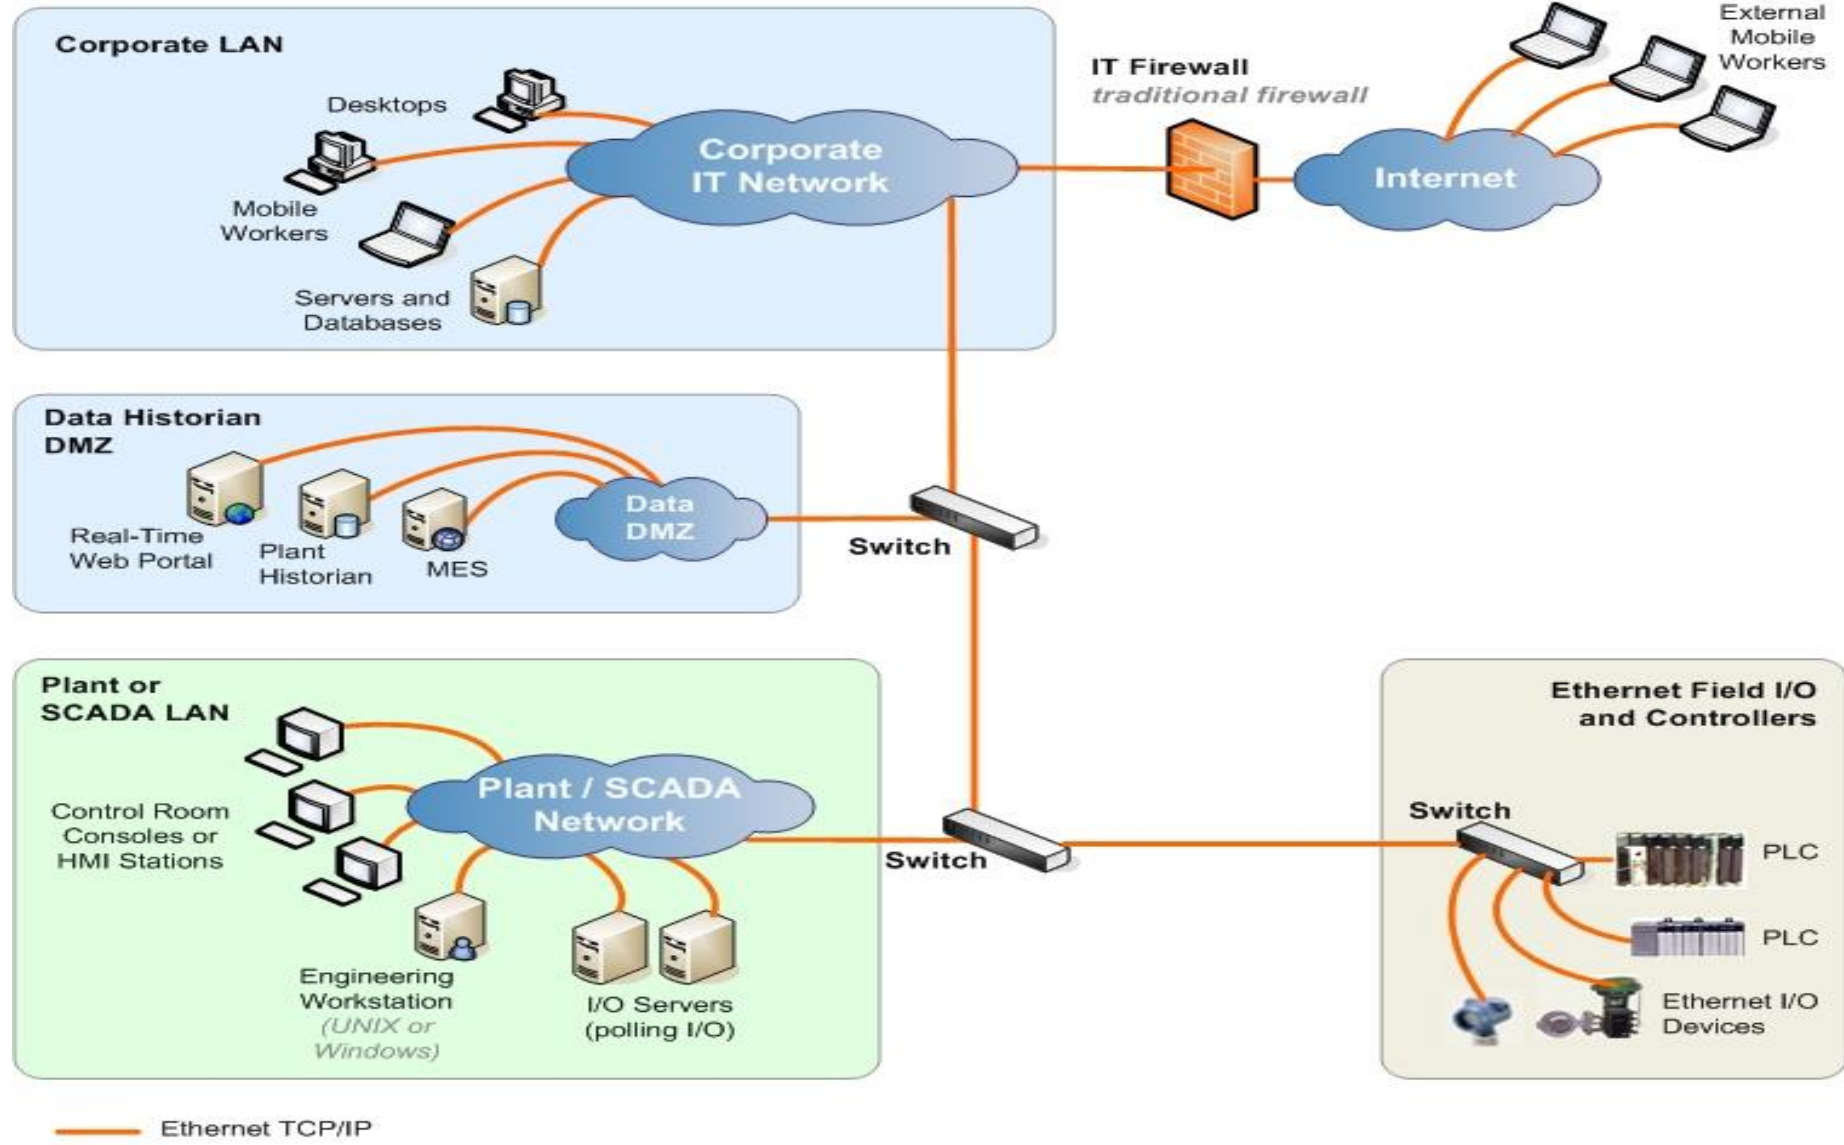 Corporate LAN
Desktops
Mobile
Workers
Servers and
Databases
Corporate
IT Network
IT Firewall
traditional firewall
Internet
External
Mobile
Workers
Data Historian
DMZ
Real-Time
Web Portal
Plant
Historian
MES
Data
DMZ
Switch
Plant or
SCADA LAN
Control Room
Consoles or
HMI Stations
Plant / SCADA
Network
Engineering
Workstation
(UNIX or
Windows)
I/O Servers
(polling I/O)
Switch
Ethernet Field I/O
and Controllers
Switch
PLC
PLC
Ethernet I/O
Devices
Ethernet TCP/IP